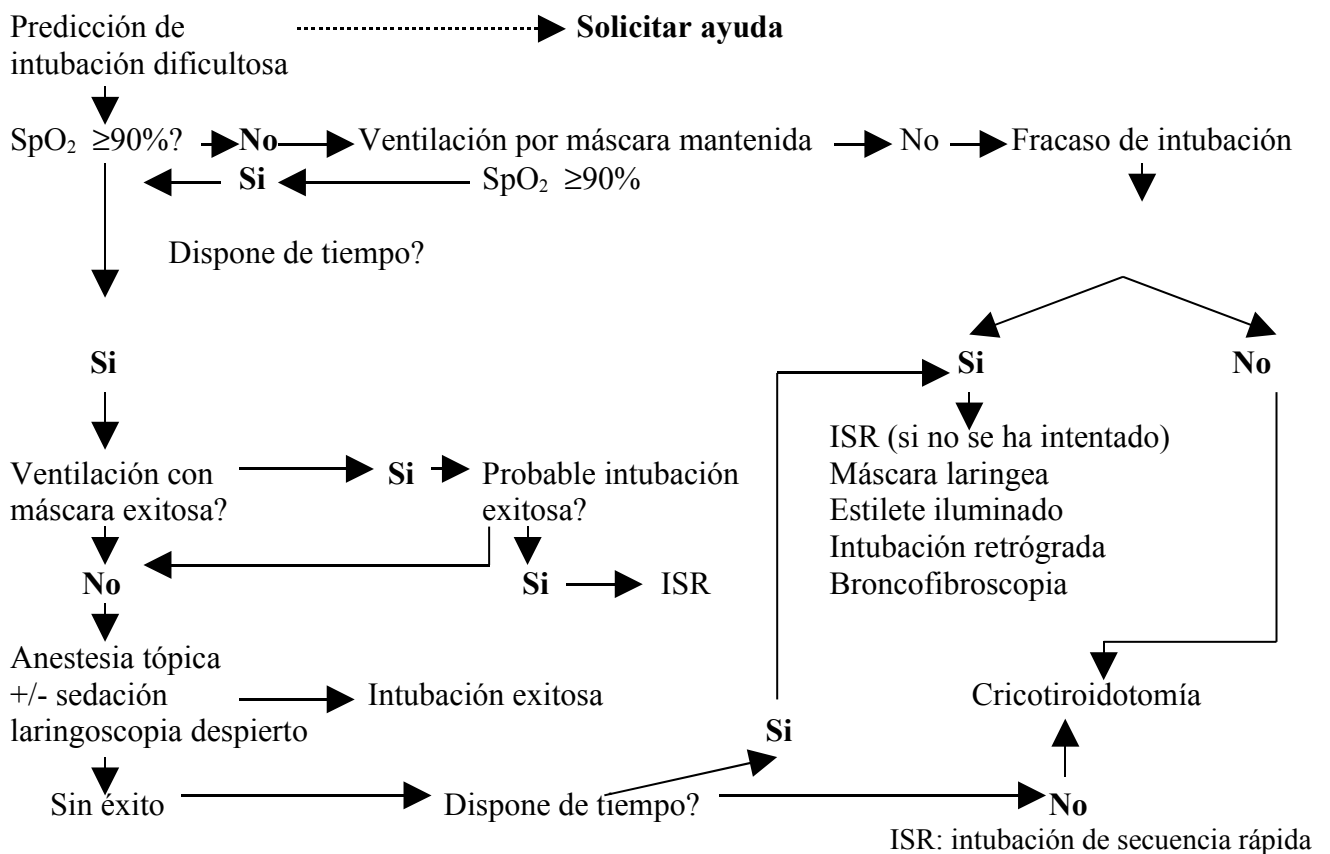 Predicción de ➤ Solicitar ayuda
intubación dificultosa
SpO₂ ≥90%? No Ventilación por máscara mantenida No Fracaso de intubación
Si SpO₂ ≥90%
Dispone de tiempo?
Si Si No
ISR (si no se ha intentado)
Ventilación con Si Probable intubación Máscara laringea
máscara exitosa? exitosa? Estilete iluminado
Intubación retrógrada
No Si ISR Broncofibroscopia
Anestesia tópica
+/- sedación Intubación exitosa Cricotiroidotomía
laringoscopia despierto
Si
Sin éxito Dispone de tiempo? No
ISR: intubación de secuencia rápida